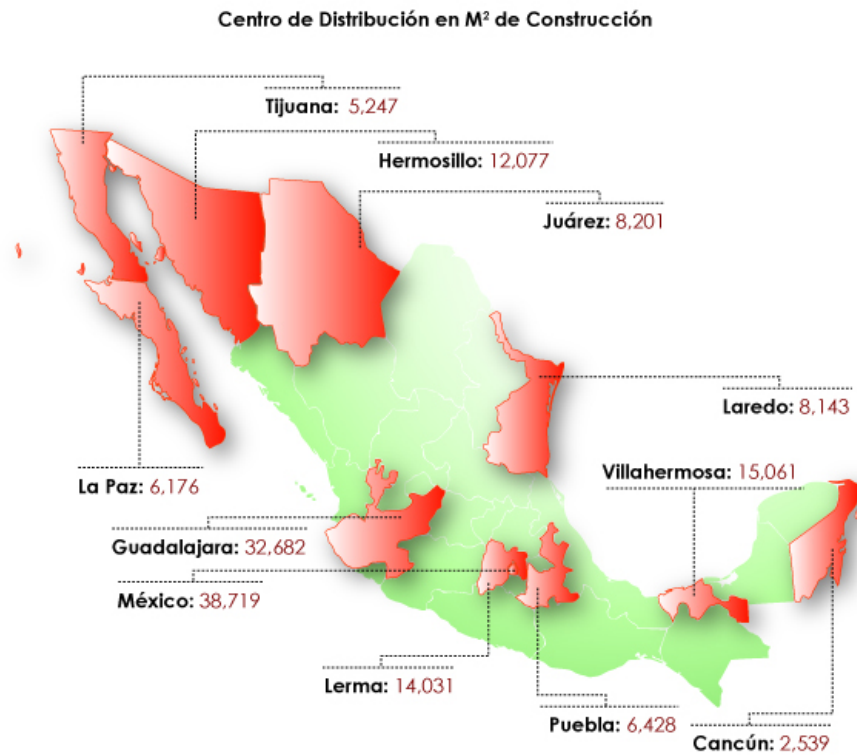 Centro de Distribución en M² de Construcción
Tijuana: 5,247
Hermosillo: 12,077
Juárez: 8,201
Laredo: 8,143
Villahermosa: 15,061
La Paz: 6,176
Guadalajara: 32,682
México: 38,719
Lerma: 14,031
Puebla: 6,428
Cancún: 2,539